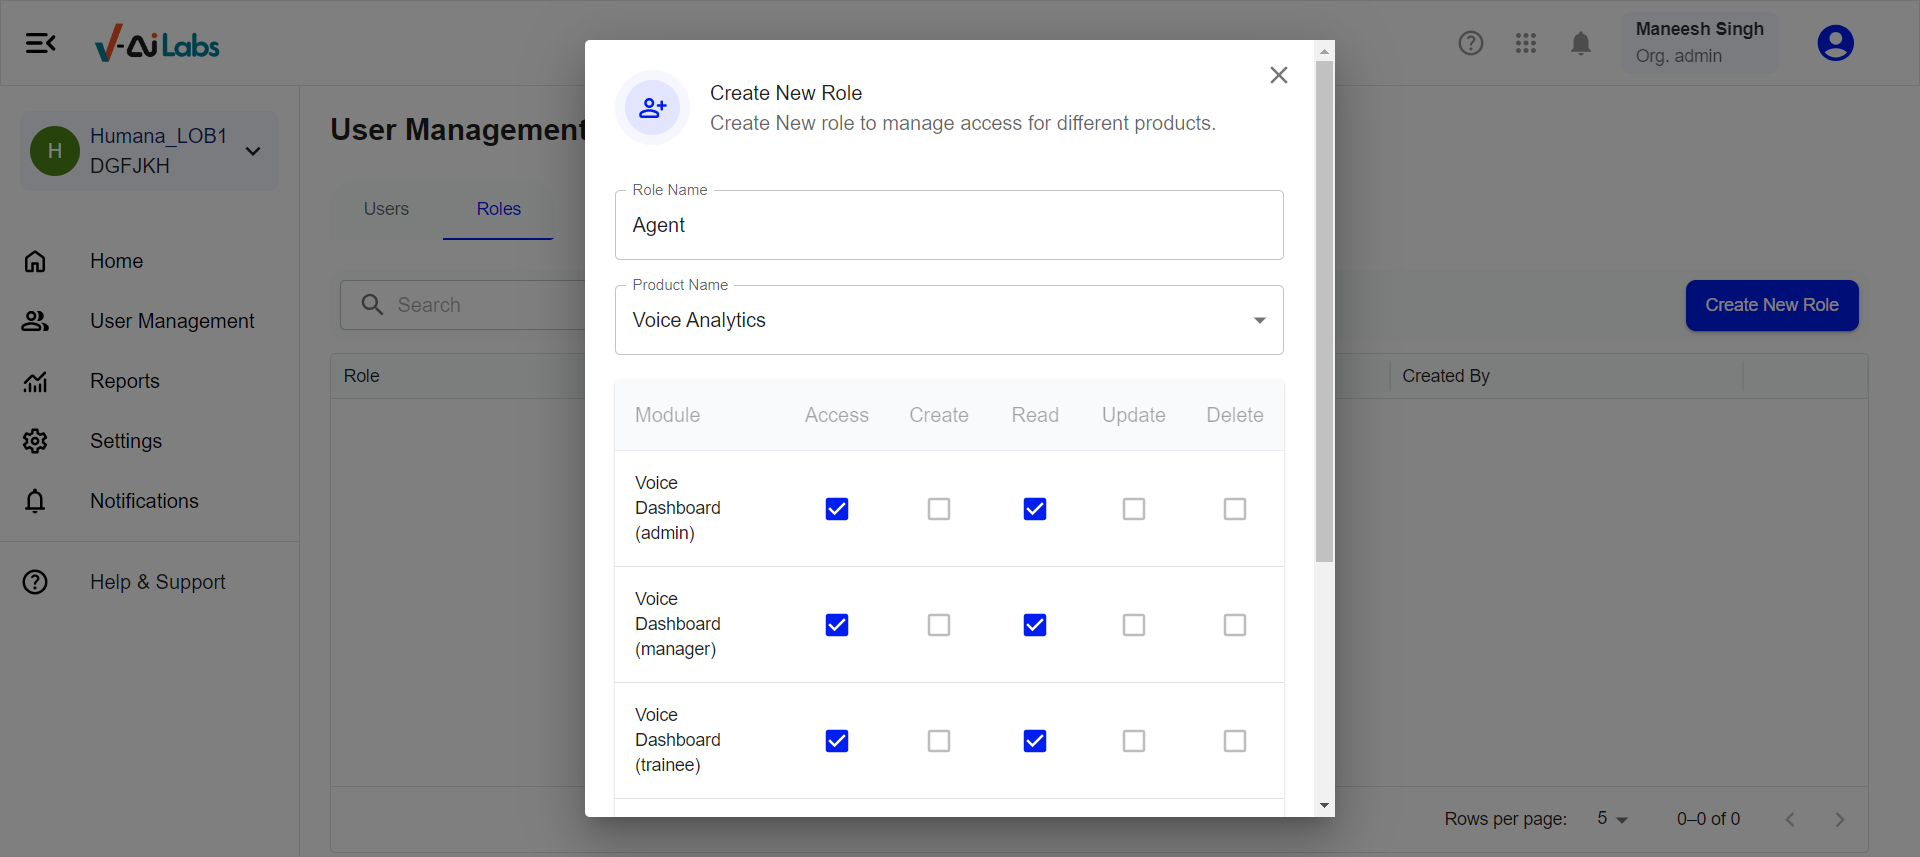 V-Ai Labs
Maneesh Singh
Org. admin
H
Humana_LOB1
DGFJKH
Home
User Management
Reports
Settings
Notifications
Help & Support
User Management
Users
Roles
Search
Create New Role
Role
Created By
Rows per page:
5
0–0 of 0
Create New Role
Create New role to manage access for different products.
Role Name
Agent
Product Name
Voice Analytics
Module Access Create Read Update Delete
Voice
Dashboard
(admin)
Voice
Dashboard
(manager)
Voice
Dashboard
(trainee)